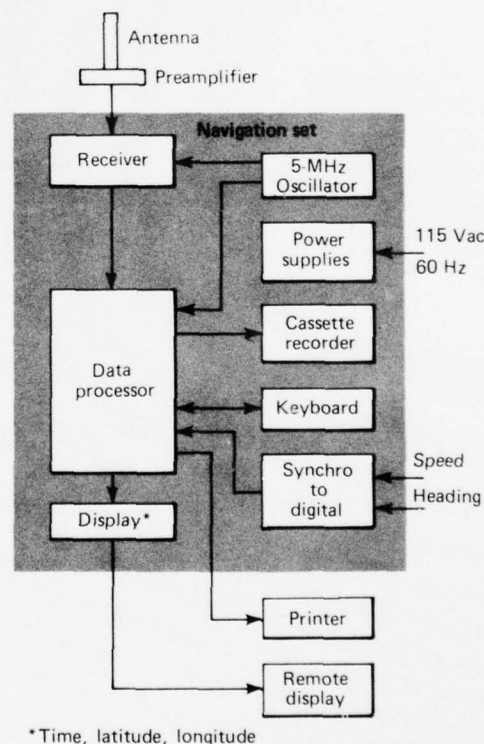 Antenna
Preamplifier
Navigation set
Receiver
5-MHz
Oscillator
Power
supplies
115 Vac
60 Hz
Cassette
recorder
Data
processor
Keyboard
Synchro
to
digital
Speed
Heading
Display*
Printer
Remote
display
*Time, latitude, longitude